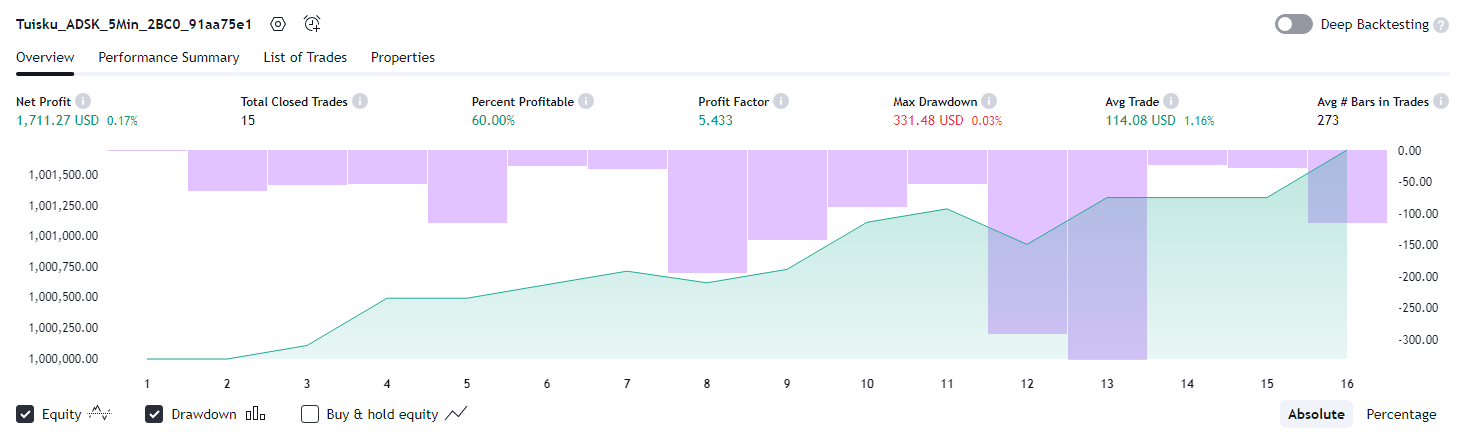 Tuisku_ADSK_5Min_2BC0_91aa75e1
Deep Backtesting ?
Overview Performance Summary List of Trades Properties
Net Profit i Total Closed Trades i Percent Profitable i Profit Factor i Max Drawdown i Avg Trade i Avg # Bars in Trades i
1,711.27 USD 0.17% 15 60.00% 5.433 331.48 USD 0.03% 114.08 USD 1.16% 273
0.00
1,001,500.00 -50.00
1,001,250.00 -100.00
1,001,000.00 -150.00
1,000,750.00 -200.00
1,000,500.00 -250.00
1,000,250.00 -300.00
1,000,000.00
1 2 3 4 5 6 7 8 9 10 11 12 13 14 15 16
Equity Drawdown Buy & hold equity Absolute Percentage